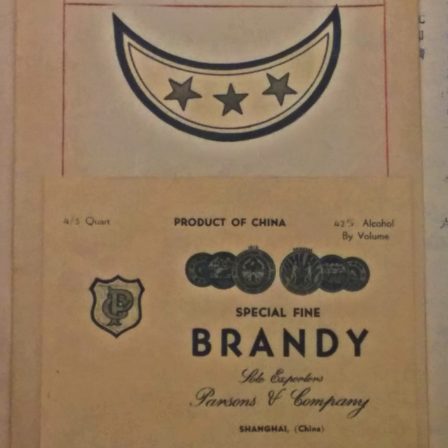 4/5 Quart
PRODUCT OF CHINA
42% Alcohol
By Volume
SPECIAL FINE
BRANDY
Sole Exporters
Parsons & Company
SHANGHAI, (China)